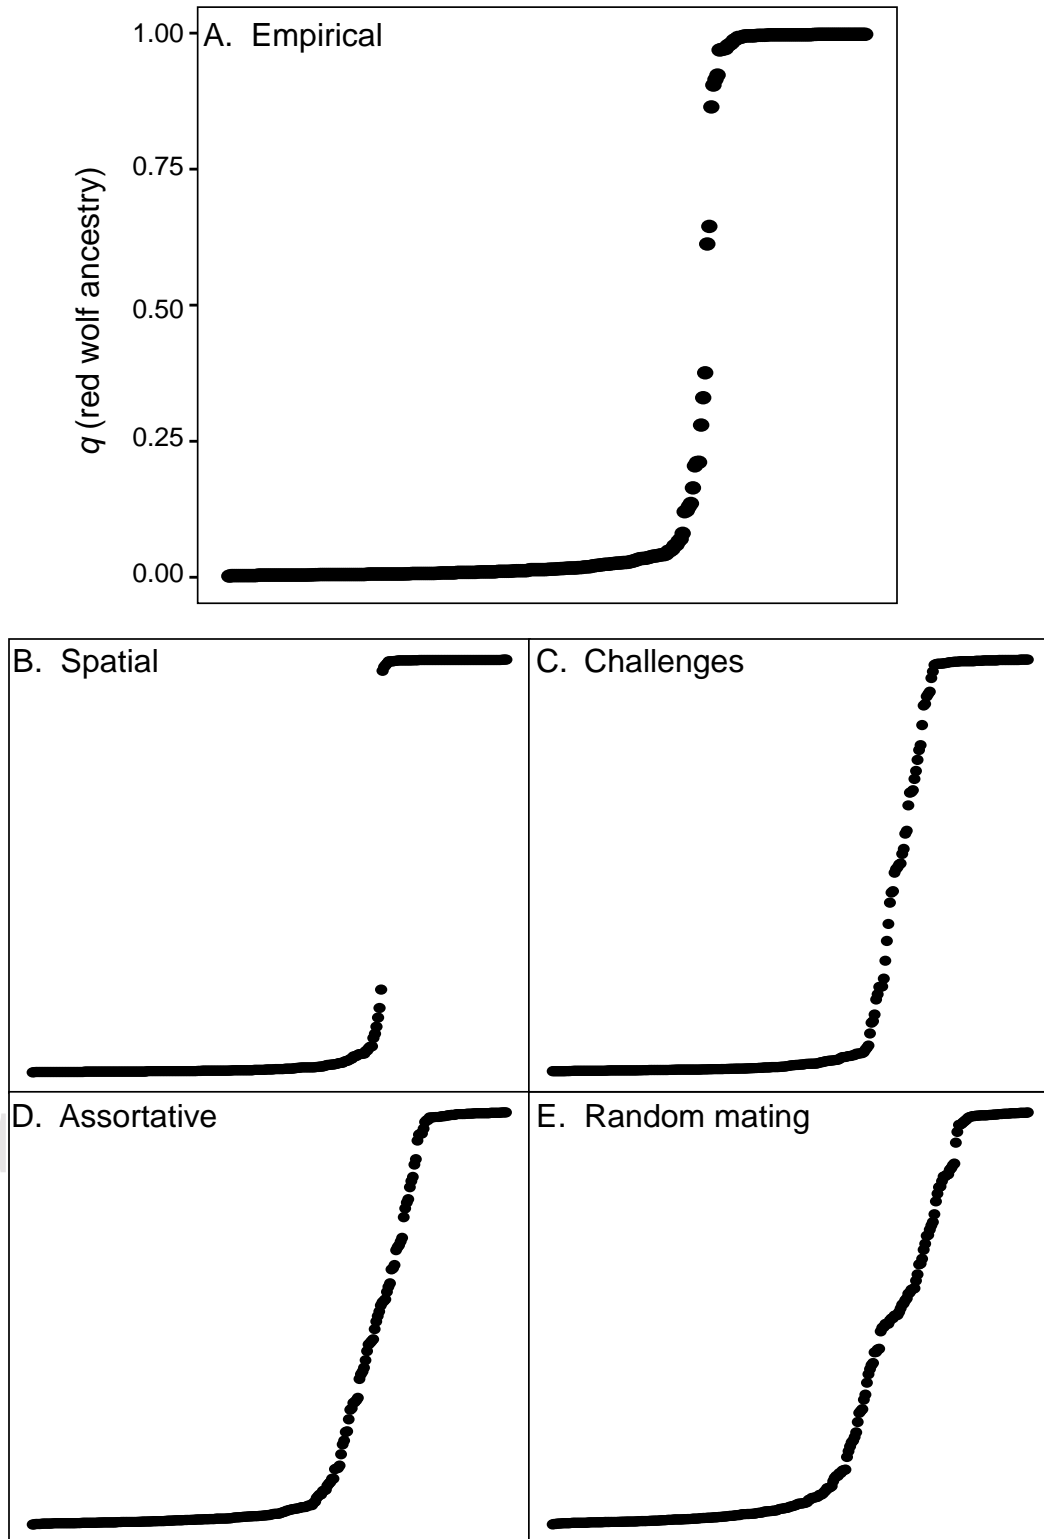 A. Empirical
1.00
0.75
0.50
0.25
0.00
q (red wolf ancestry)
B. Spatial
C. Challenges
D. Assortative
E. Random mating